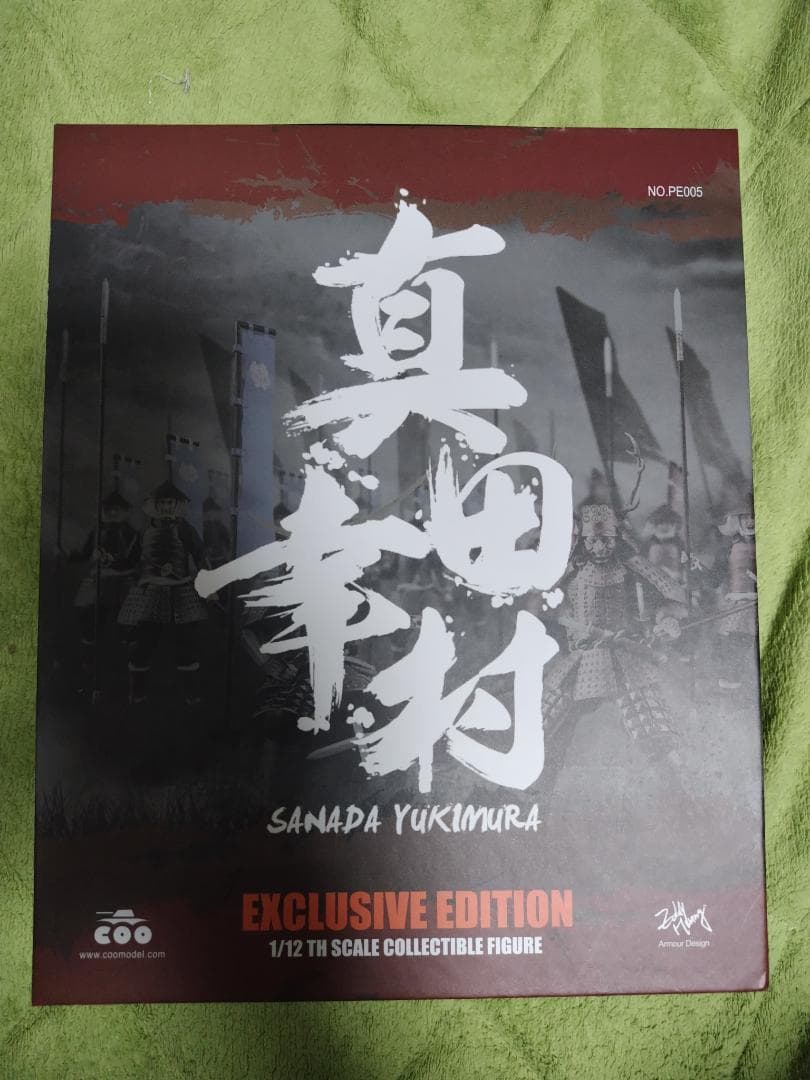 NO.PE005
真田
幸村
SANADA YUKIMURA
EXCLUSIVE EDITION
1/12 TH SCALE COLLECTIBLE FIGURE
COO
www.coomodel.com
Armour Design